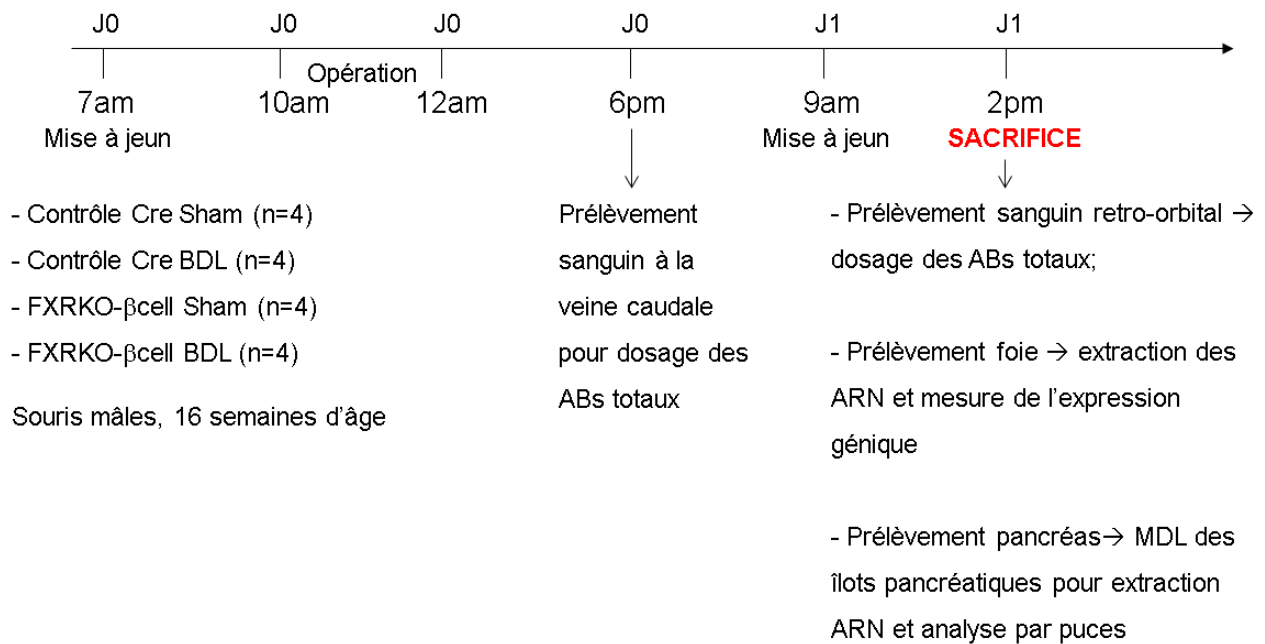 J0 J0 J0 J0 J1 J1
Opération
7am 10am 12am 6pm 9am 2pm
Mise à jeun Mise à jeun SACRIFICE
- Contrôle Cre Sham (n=4)
- Contrôle Cre BDL (n=4)
- FXRKO-βcell Sham (n=4)
- FXRKO-βcell BDL (n=4)
Souris mâles, 16 semaines d’âge
Prélèvement
sanguin à la
veine caudale
pour dosage des
ABs totaux
- Prélèvement sanguin retro-orbital →
dosage des ABs totaux;
- Prélèvement foie → extraction des
ARN et mesure de l’expression
génique
- Prélèvement pancréas→ MDL des
îlots pancréatiques pour extraction
ARN et analyse par puces